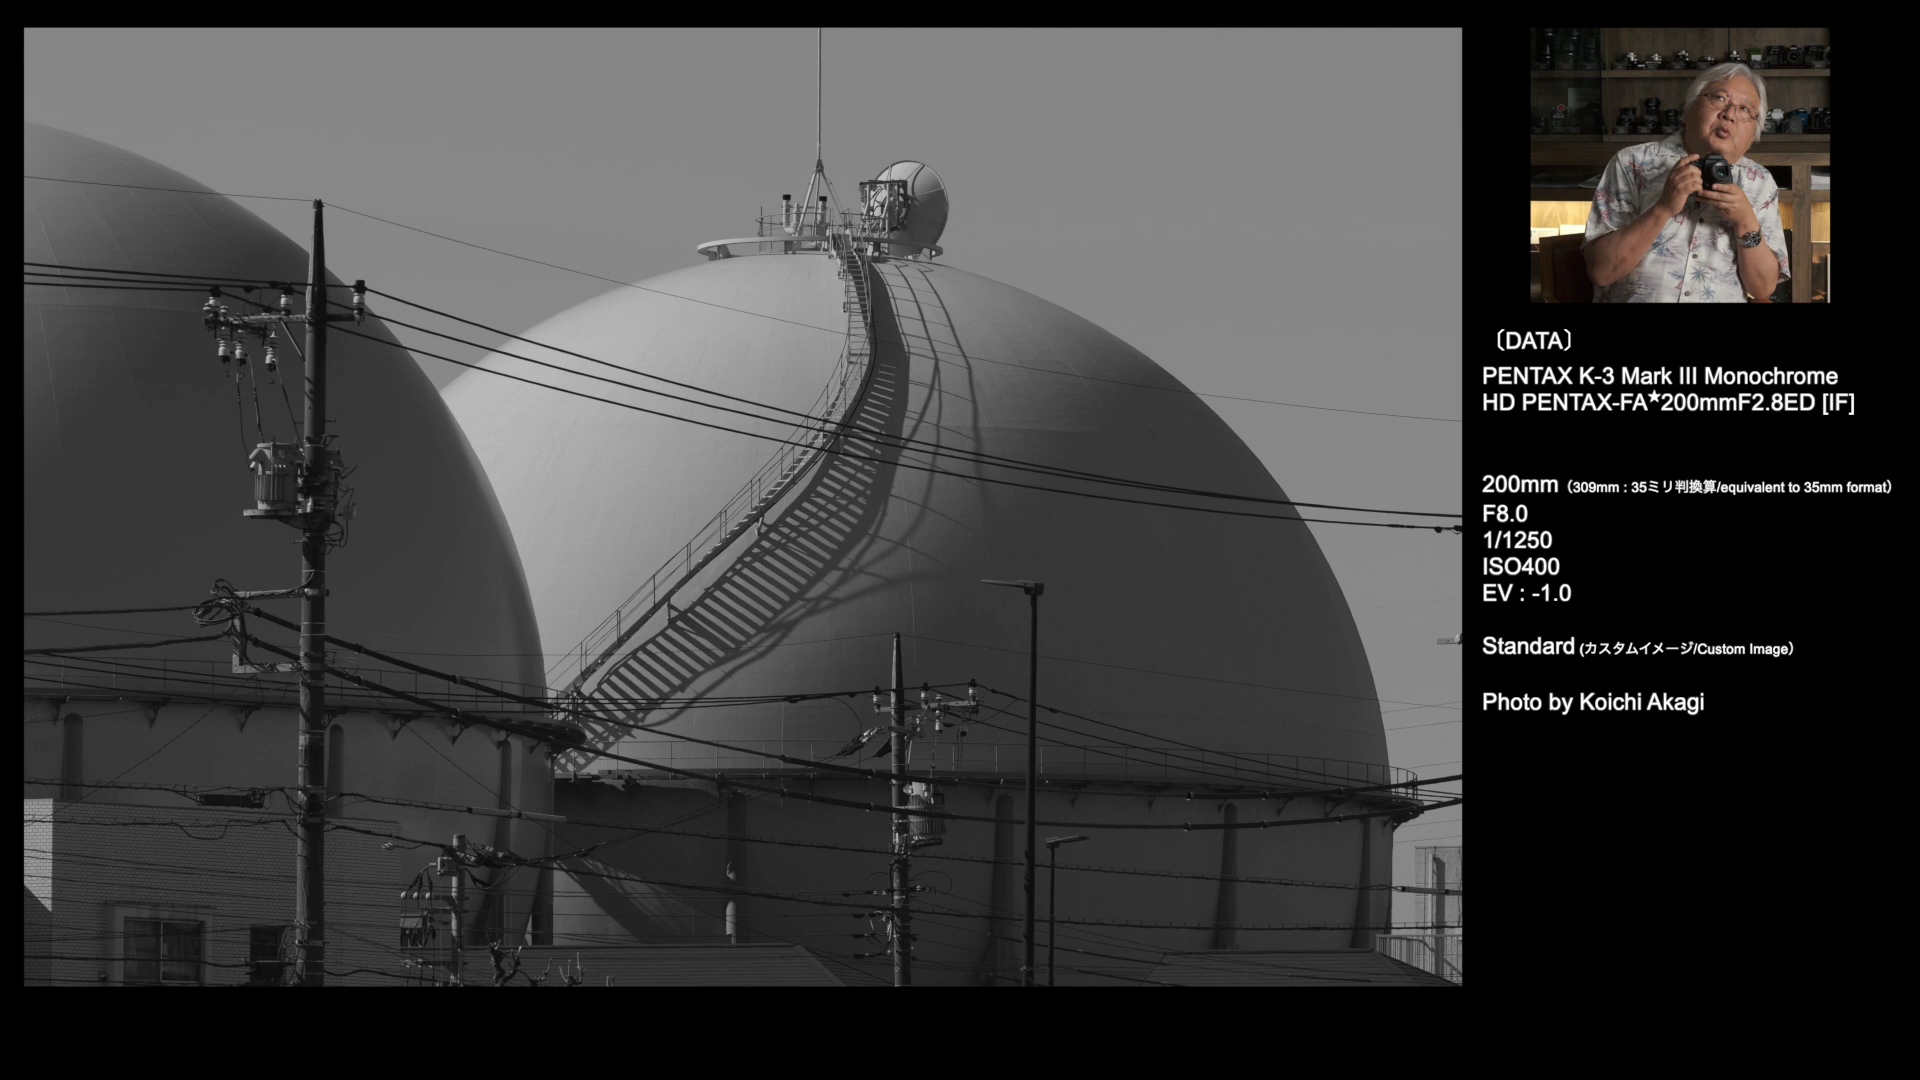 〔DATA〕
PENTAX K-3 Mark III Monochrome
HD PENTAX-FA★200mmF2.8ED [IF]
200mm（309mm : 35ミリ判換算/equivalent to 35mm format）
F8.0
1/1250
ISO400
EV : -1.0
Standard (カスタムイメージ/Custom Image）
Photo by Koichi Akagi